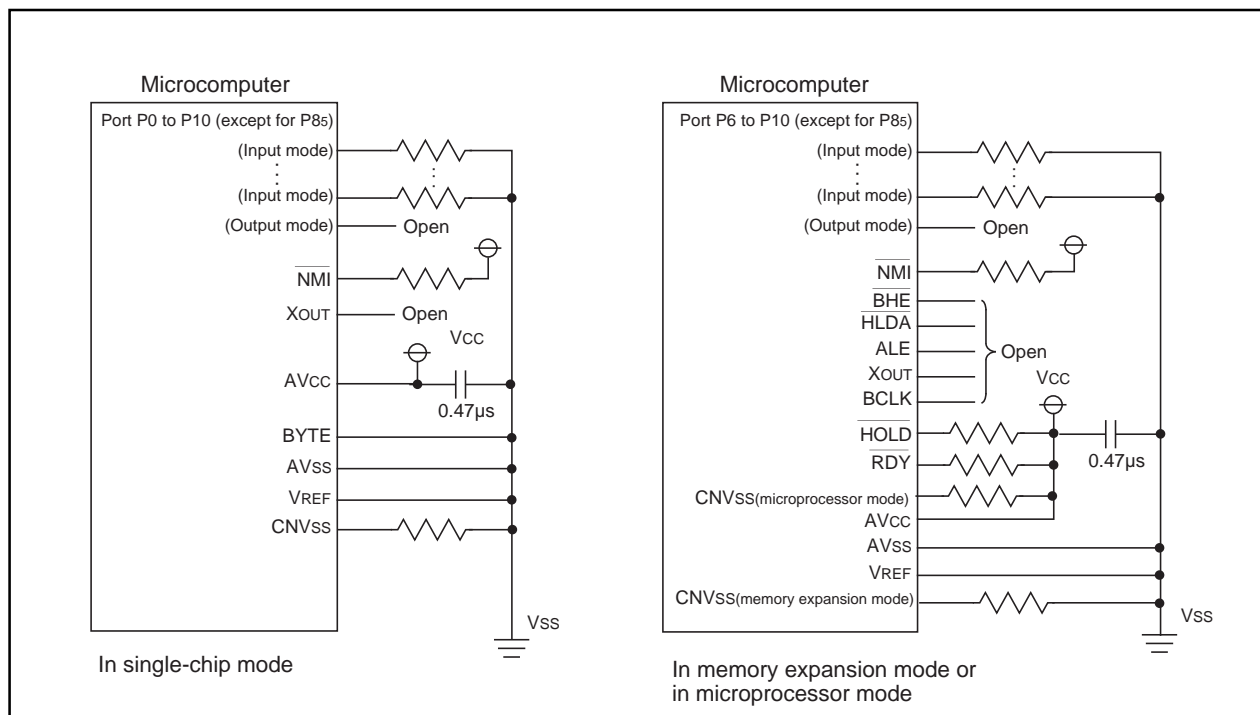 Microcomputer
Port P0 to P10 (except for P85)
(Input mode)
(Input mode)
(Output mode)
Open
NMI
XOUT
Open
VCC
AVCC
0.47µs
BYTE
AVSS
VREF
CNVSS
VSS
In single-chip mode
Microcomputer
Port P6 to P10 (except for P85)
(Input mode)
(Input mode)
(Output mode)
Open
NMI
BHE
HLDA
ALE
Open
XOUT
VCC
BCLK
HOLD
0.47µs
RDY
CNVSS(microprocessor mode)
AVCC
AVSS
VREF
CNVSS(memory expansion mode)
VSS
In memory expansion mode or
in microprocessor mode